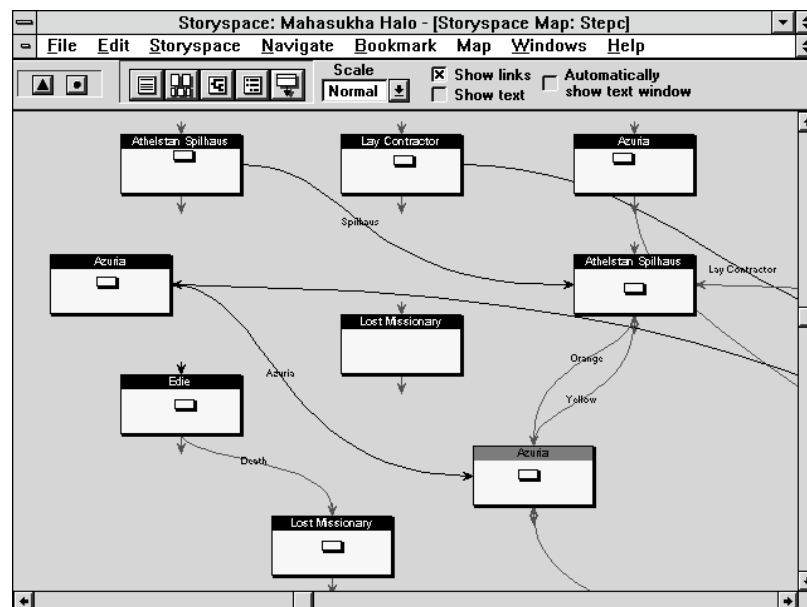 Storyspace: Mahasukha Halo - [Storyspace Map: Stepc]
File Edit Storyspace Navigate Bookmark Map Windows Help
Scale
Normal
Show links
Show text
Automatically
show text window
Athelstan Spilhaus
Lay Contractor
Azuria
Spilhaus
Azuria
Athelstan Spilhaus
Lay Contractor
Lost Missionary
Orange
Azuria
Edie
Yellow
Azuria
Death
Lost Missionary